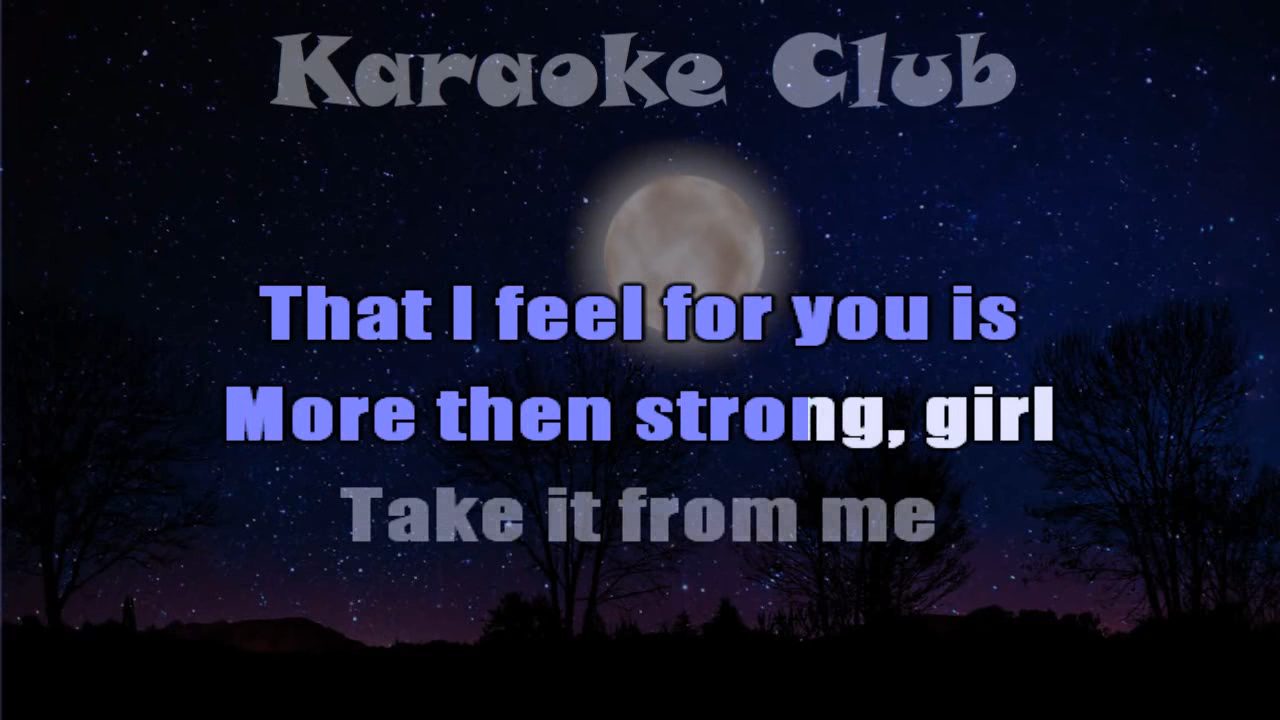 Karaoke Club
That I feel for you is
More then strong, girl
Take it from me